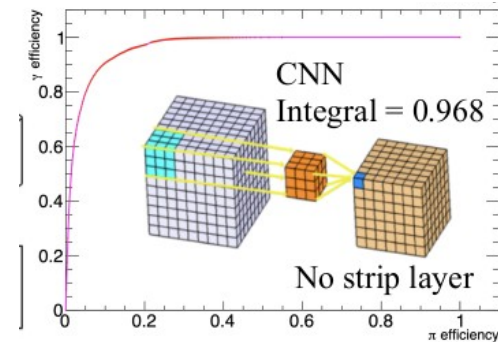 γ efficiency
1
0.8
0.6
0.4
0.2
0
CNN
Integral = 0.968
No strip layer
0 0.2 0.4 0.6 0.8 1
π efficiency